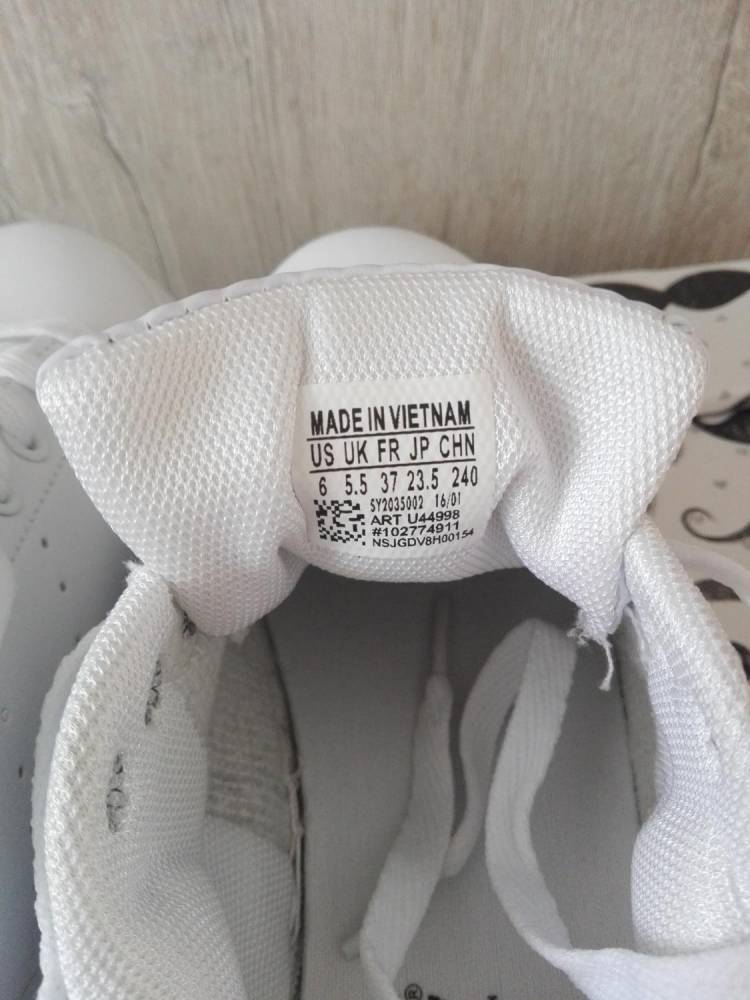 MADE IN VIETNAM
US UK FR JP CHN
6 5.5 37 23.5 240
SY2035002 16/01
ART U44998
#102774911
NSJGDV8H00154
®